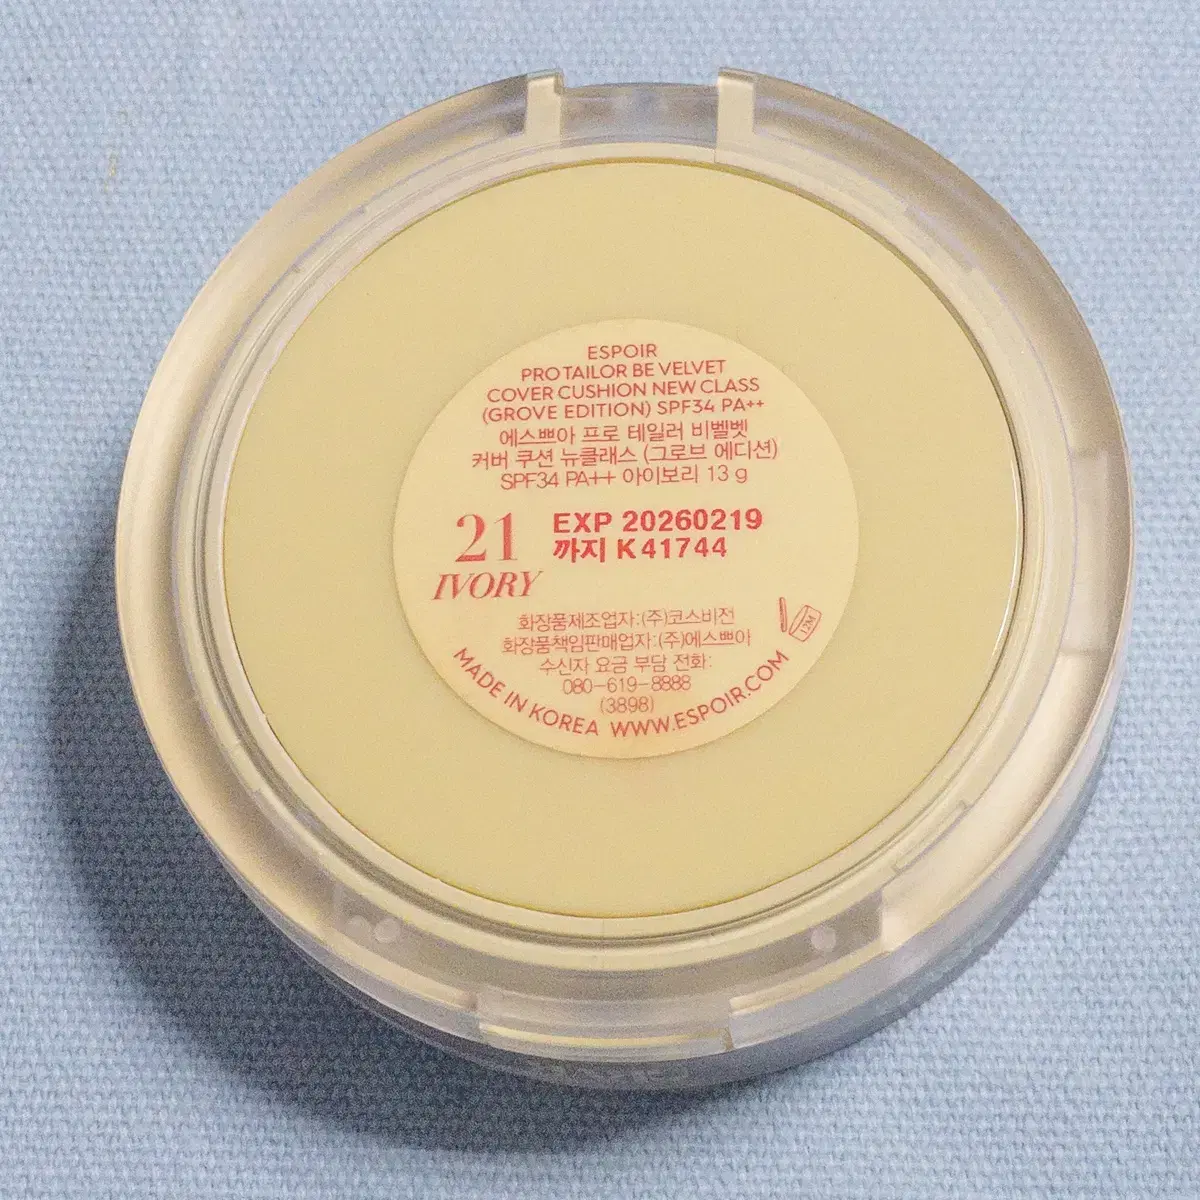 ESPOIR
PRO TAILOR BE VELVET
COVER CUSHION NEW CLASS
(GROVE EDITION) SPF34 PA++
에스쁘아 프로 테일러 비벨벳
커버 쿠션 뉴클래스 (그로브 에디션)
SPF34 PA++ 아이보리 13 g
21
IVORY
EXP 20260219
까지 K41744
화장품제조업자:(주)코스비전
화장품책임판매업자:(주)에스쁘아
수신자 요금 부담 전화:
080-619-8888
(3898)
12M
MADE IN KOREA WWW.ESPOIR.COM